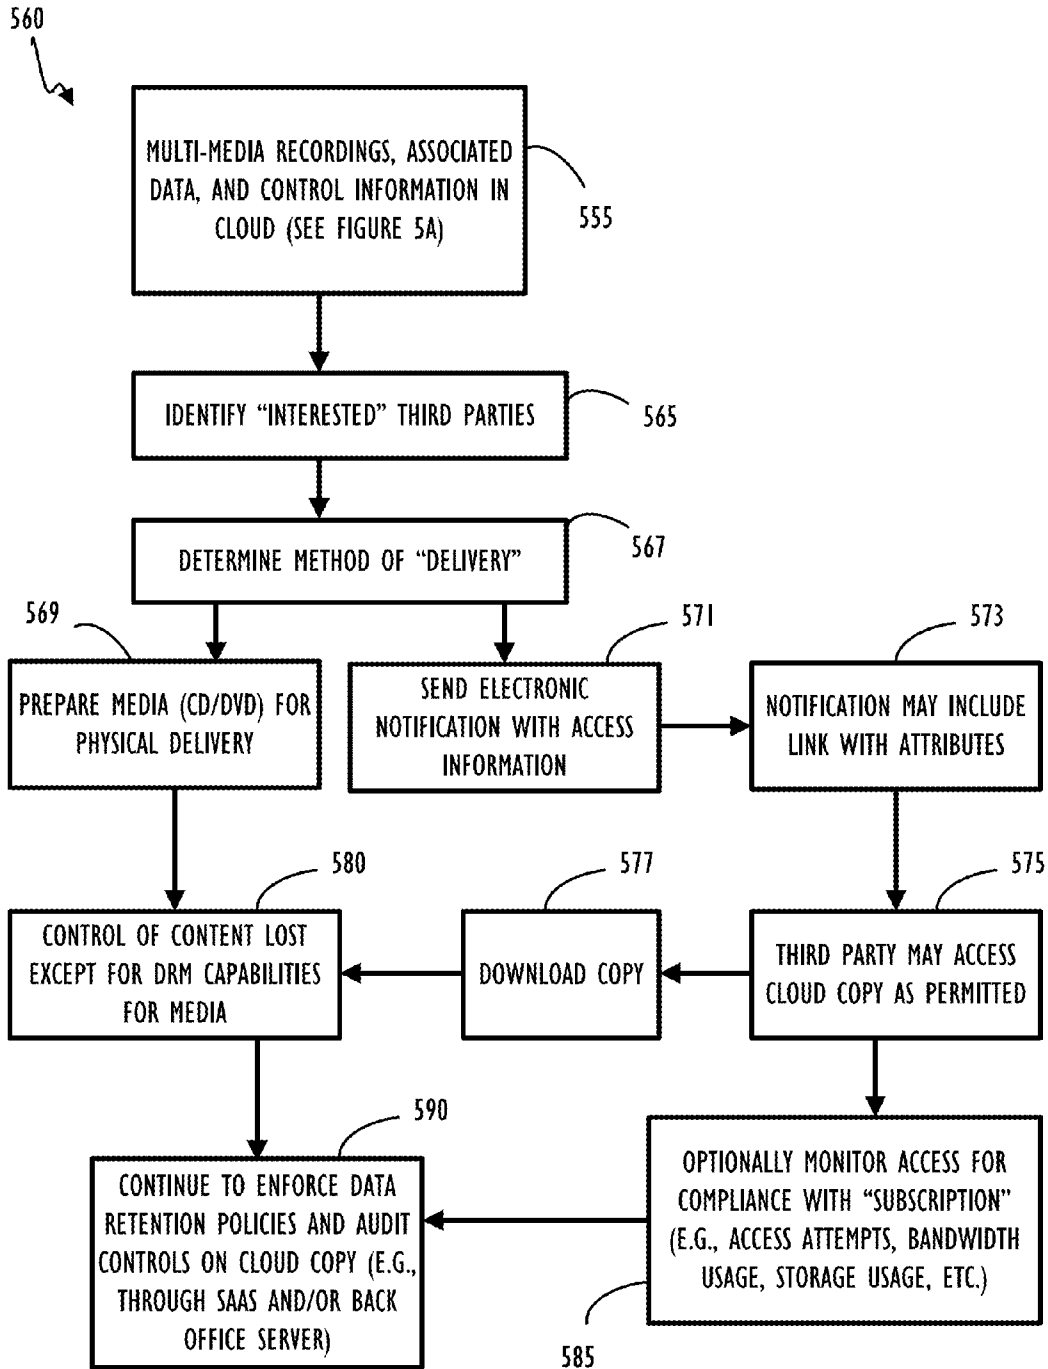 560
MULTI-MEDIA RECORDINGS, ASSOCIATED
DATA, AND CONTROL INFORMATION IN
CLOUD (SEE FIGURE 5A)
555
IDENTIFY “INTERESTED” THIRD PARTIES
565
DETERMINE METHOD OF “DELIVERY”
567
569
PREPARE MEDIA (CD/DVD) FOR
PHYSICAL DELIVERY
571
SEND ELECTRONIC
NOTIFICATION WITH ACCESS
INFORMATION
573
NOTIFICATION MAY INCLUDE
LINK WITH ATTRIBUTES
580
CONTROL OF CONTENT LOST
EXCEPT FOR DRM CAPABILITIES
FOR MEDIA
577
DOWNLOAD COPY
575
THIRD PARTY MAY ACCESS
CLOUD COPY AS PERMITTED
590
CONTINUE TO ENFORCE DATA
RETENTION POLICIES AND AUDIT
CONTROLS ON CLOUD COPY (E.G.,
THROUGH SAAS AND/OR BACK
OFFICE SERVER)
OPTIONALLY MONITOR ACCESS FOR
COMPLIANCE WITH “SUBSCRIPTION”
(E.G., ACCESS ATTEMPTS, BANDWIDTH
USAGE, STORAGE USAGE, ETC.)
585